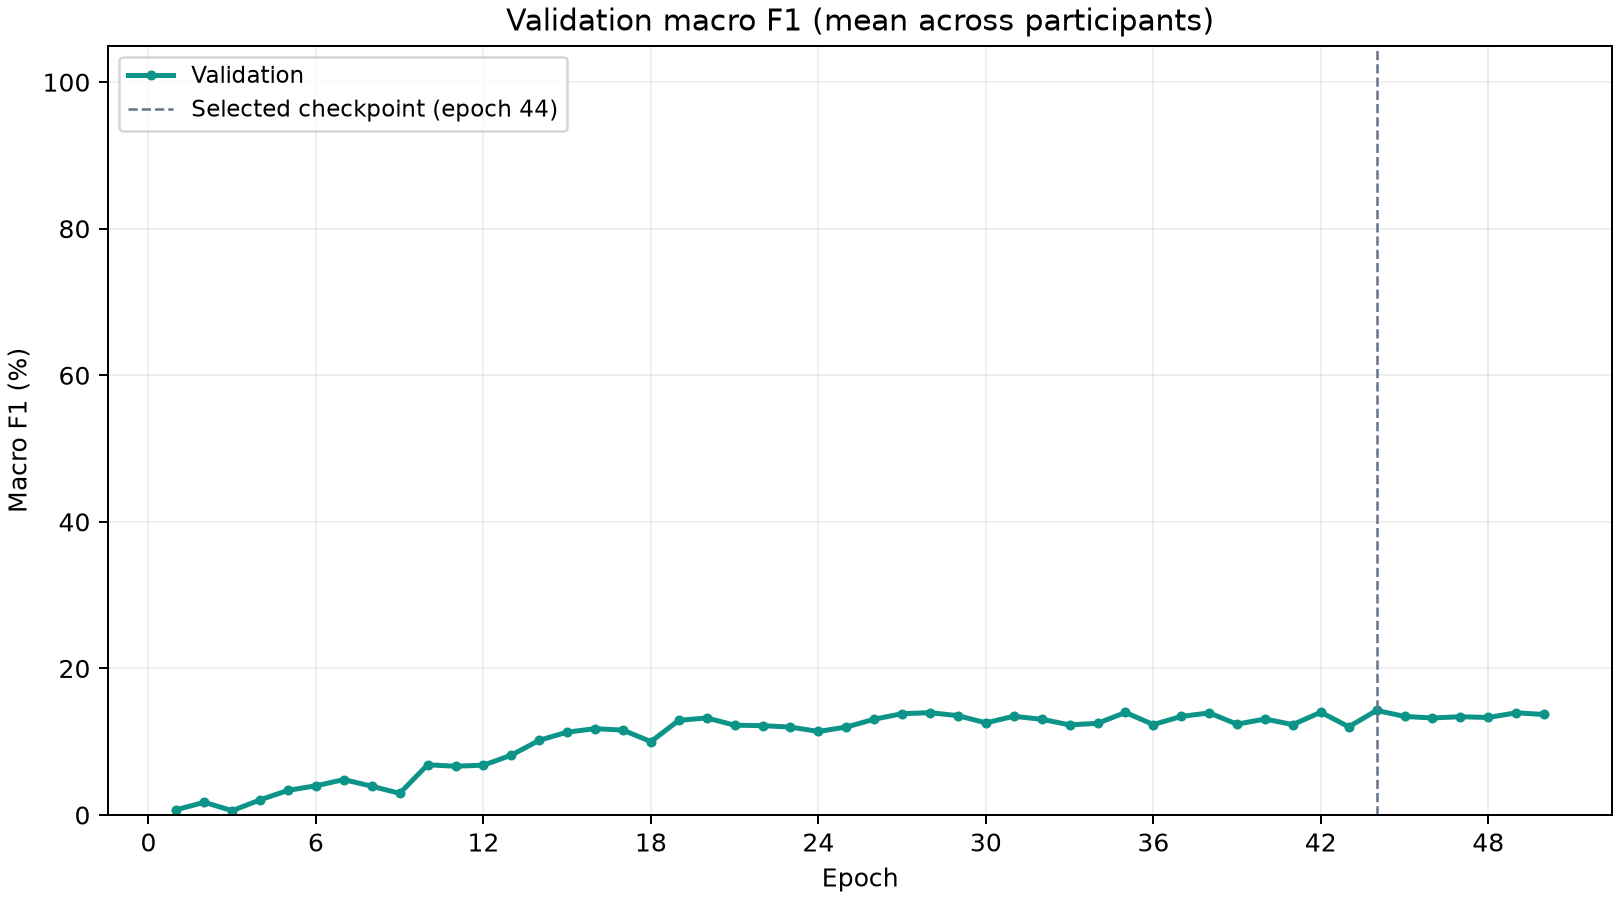 Validation macro F1 (mean across participants)
Validation
Selected checkpoint (epoch 44)
Macro F1 (%)
100
80
60
40
20
0
0 6 12 18 24 30 36 42 48
Epoch